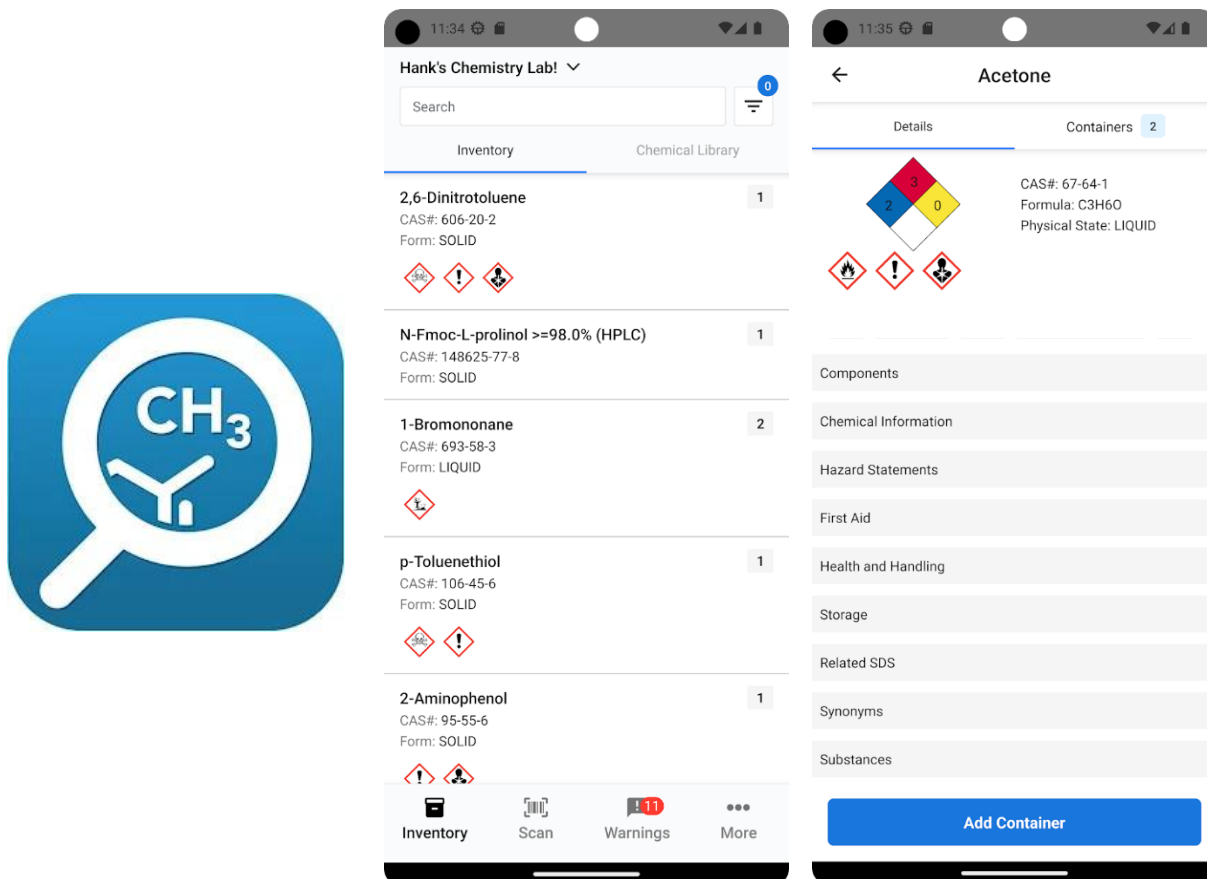 CH3
11:34
Hank's Chemistry Lab!
0
Search
Inventory Chemical Library
2,6-Dinitrotoluene 1
CAS#: 606-20-2
Form: SOLID
N-Fmoc-L-prolinol >=98.0% (HPLC) 1
CAS#: 148625-77-8
Form: SOLID
1-Bromononane 2
CAS#: 693-58-3
Form: LIQUID
p-Toluenethiol 1
CAS#: 106-45-6
Form: SOLID
2-Aminophenol 1
CAS#: 95-55-6
Form: SOLID
11
Inventory Scan Warnings More
11:35
Acetone
Details Containers 2
3
2 0
CAS#: 67-64-1
Formula: C3H6O
Physical State: LIQUID
Components
Chemical Information
Hazard Statements
First Aid
Health and Handling
Storage
Related SDS
Synonyms
Substances
Add Container